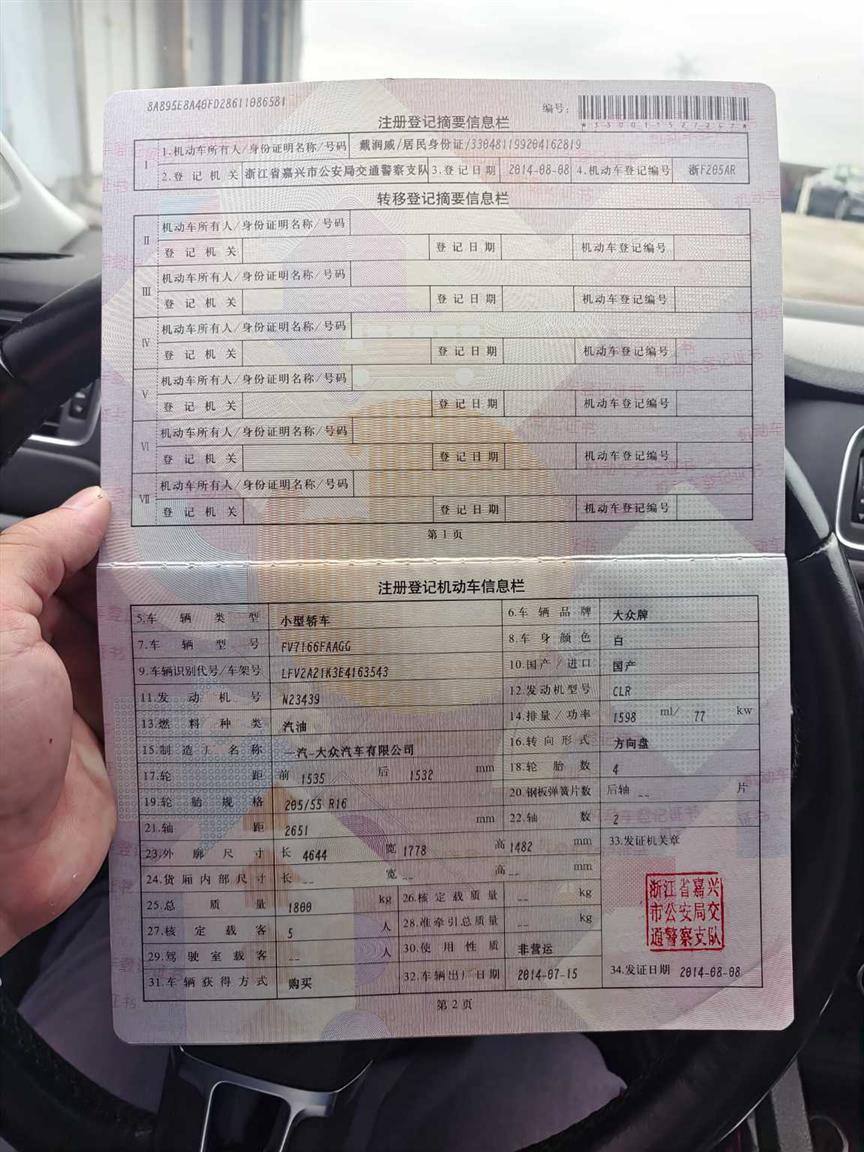 8A895E8A40FD28611086581
编号：
注册登记摘要信息栏
I 1.机动车所有人/身份证明名称/号码 戴润威/居民身份证/330481199204162819
2.登记机关 浙江省嘉兴市公安局交通警察支队 3.登记日期 2014-08-08 4.机动车登记编号 浙F205AR
转移登记摘要信息栏
II 机动车所有人/身份证明名称/号码
登记机关 登记日期 机动车登记编号
III 机动车所有人/身份证明名称/号码
登记机关 登记日期 机动车登记编号
IV 机动车所有人/身份证明名称/号码
登记机关 登记日期 机动车登记编号
V 机动车所有人/身份证明名称/号码
登记机关 登记日期 机动车登记编号
VI 机动车所有人/身份证明名称/号码
登记机关 登记日期 机动车登记编号
VII 机动车所有人/身份证明名称/号码
登记机关 登记日期 机动车登记编号
第1页
注册登记机动车信息栏
5.车辆类型 小型轿车 6.车辆品牌 大众牌
7.车辆型号 FV7166FAAGG 8.车身颜色 白
9.车辆识别代号/车架号 LFV2A21K3E4163543 10.国产/进口 国产
11.发动机号 N23439 12.发动机型号 CLR
13.燃料种类 汽油 14.排量/功率 1598 ml/ 77 kw
15.制造厂名称 一汽-大众汽车有限公司 16.转向形式 方向盘
17.轮距 前 1535 后 1532 mm 18.轮胎数 4
19.轮胎规格 205/55 R16 20.钢板弹簧片数 后轴 -- 片
21.轴距 2651 mm 22.轴数 2
23.外廓尺寸 长 4644 宽 1778 高 1482 mm 33.发证机关章
24.货厢内部尺寸 长 -- 宽 -- 高 -- mm
25.总质量 1800 kg 26.核定载质量 -- kg
27.核定载客 5 人 28.准牵引总质量 -- kg
29.驾驶室载客 -- 人 30.使用性质 非营运
31.车辆获得方式 购买 32.车辆出厂日期 2014-07-15 34.发证日期 2014-08-08
浙江省嘉兴
市公安局交
通警察支队
第2页